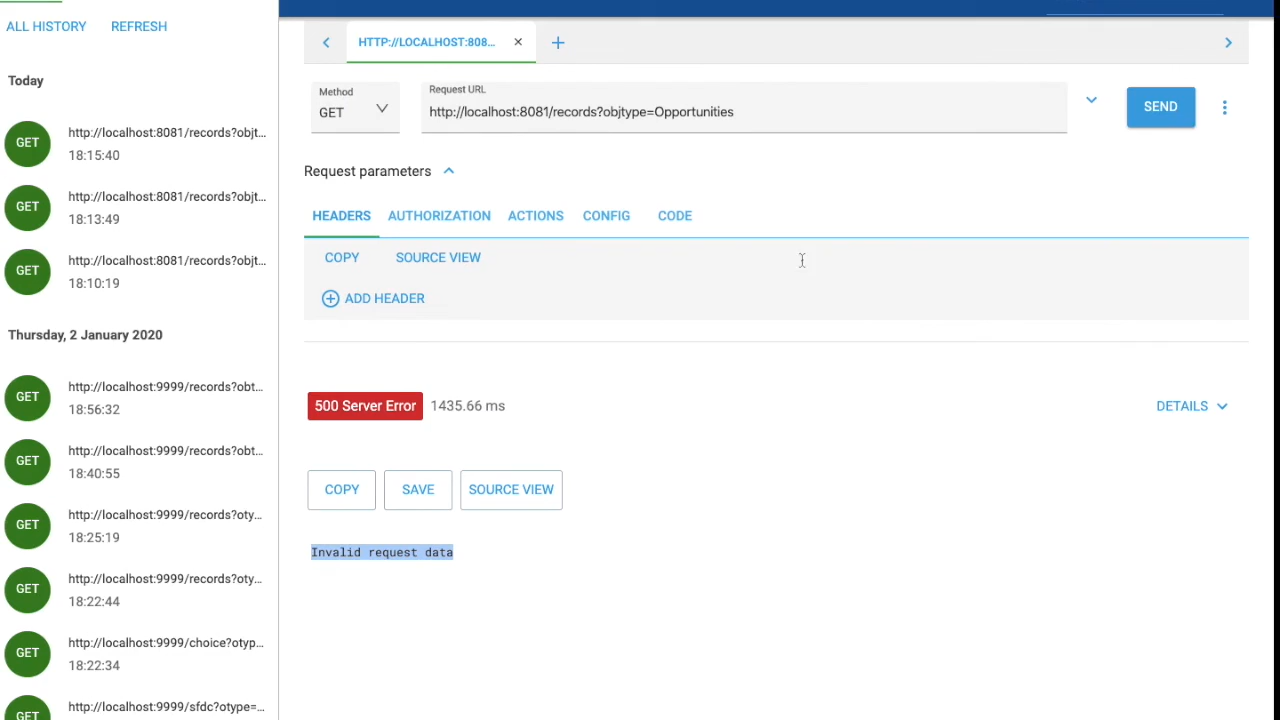 ALL HISTORY REFRESH
Today
GET http://localhost:8081/records?objt...
18:15:40
GET http://localhost:8081/records?objt...
18:13:49
GET http://localhost:8081/records?objt...
18:10:19
Thursday, 2 January 2020
GET http://localhost:9999/records?obt...
18:56:32
GET http://localhost:9999/records?obt...
18:40:55
GET http://localhost:9999/records?oty...
18:25:19
GET http://localhost:9999/records?oty...
18:22:44
GET http://localhost:9999/choice?otyp...
18:22:34
GET http://localhost:9999/sfdc?otype=...
HTTP://LOCALHOST:808...
Method
GET
Request URL
http://localhost:8081/records?objtype=Opportunities
SEND
Request parameters
HEADERS AUTHORIZATION ACTIONS CONFIG CODE
COPY SOURCE VIEW
ADD HEADER
500 Server Error 1435.66 ms DETAILS
COPY SAVE SOURCE VIEW
Invalid request data